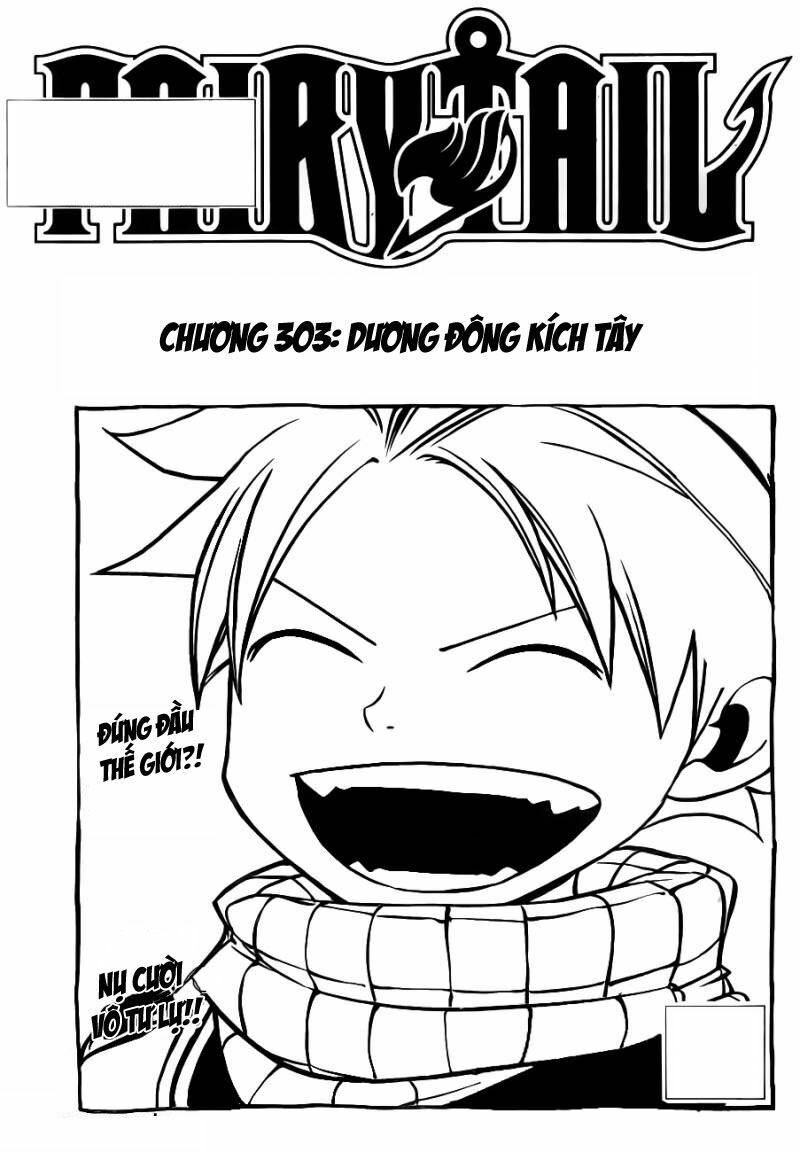 FAIRY TAIL
CHƯƠNG 303: DƯƠNG ĐÔNG KÍCH TÂY
ĐỨNG ĐẦU
THẾ GIỚI?!
NỤ CƯỜI
VÔ TƯ LỰ!!